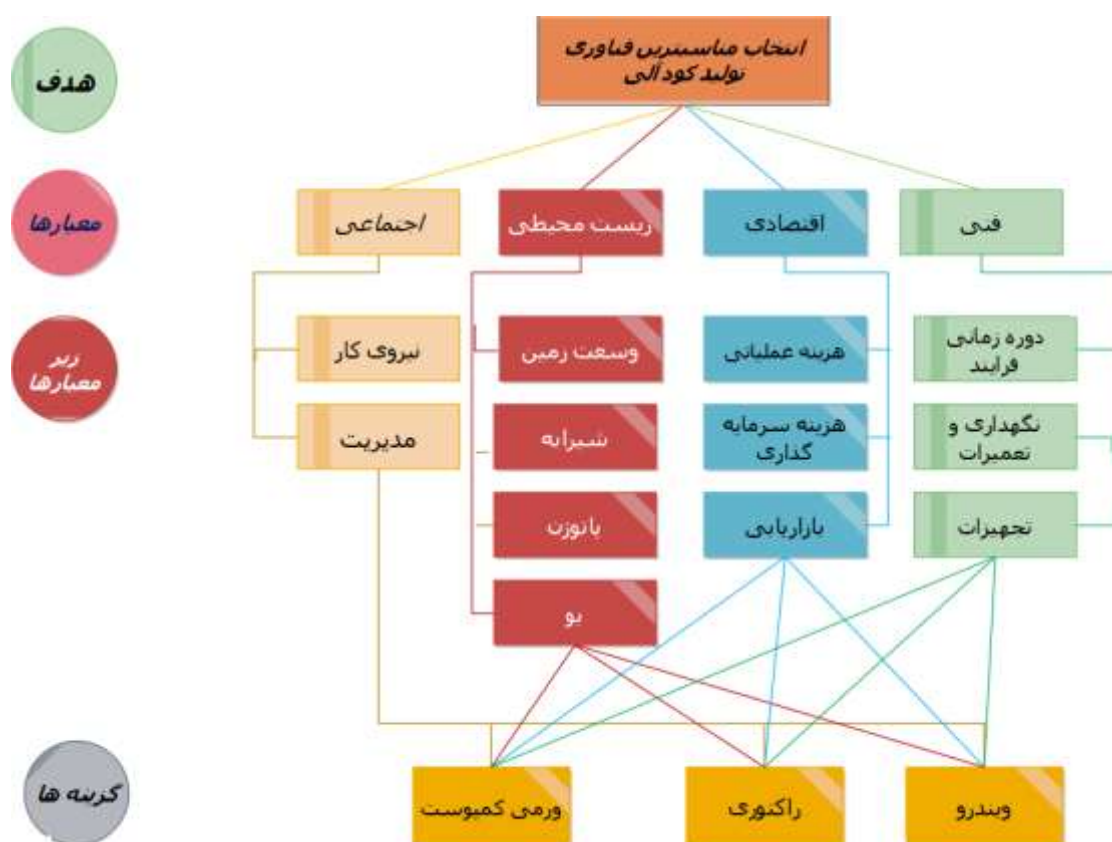 انتخاب مناسبترین فناوری
تولید کود آلی
هدف
فنی
اقتصادی
زیست محیطی
اجتماعی
معیارها
دوره زمانی
فرایند
هزینه عملیاتی
وسعت زمین
نیروی کار
زیر
معیارها
نگهداری و
تعمیرات
هزینه سرمایه
گذاری
شیرابه
مدیریت
تجهیزات
بازاریابی
پاتوژن
بو
ویندرو
راکتوری
ورمی کمپوست
گزینه ها